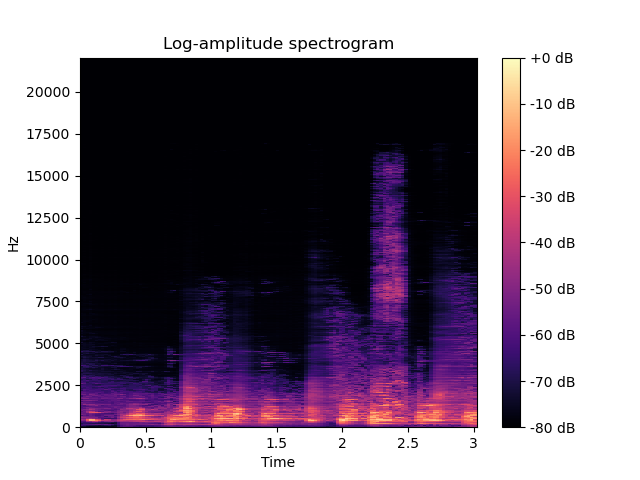 Log-amplitude spectrogram
+0 dB
20000
-10 dB
17500
-20 dB
15000
12500
-30 dB
Hz
10000
-40 dB
7500
-50 dB
5000
-60 dB
2500
-70 dB
0
-80 dB
0 0.5 1 1.5 2 2.5 3
Time